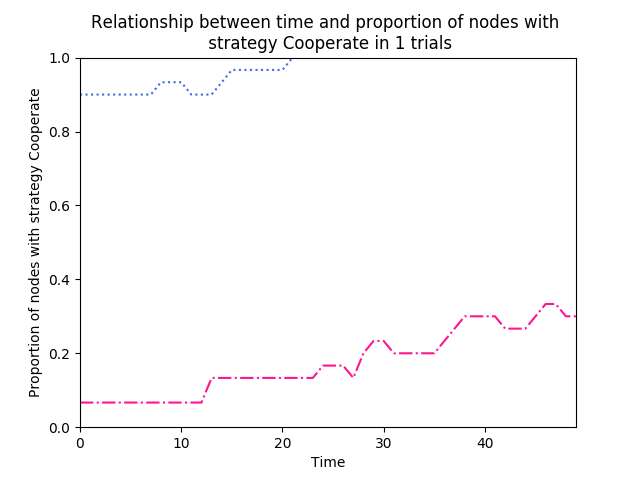 Relationship between time and proportion of nodes with
strategy Cooperate in 1 trials
Proportion of nodes with strategy Cooperate
1.0
0.8
0.6
0.4
0.2
0.0
0 10 20 30 40
Time